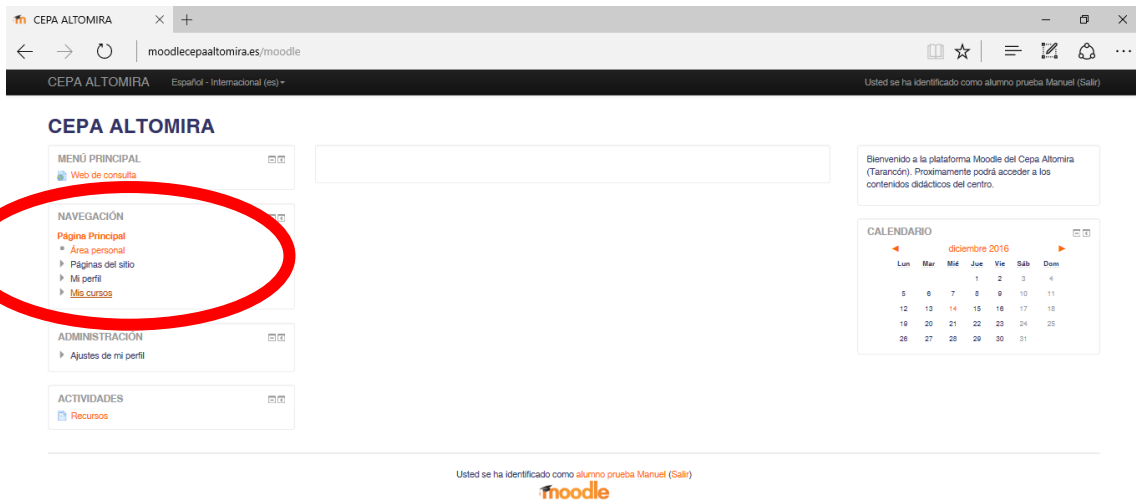 CEPA ALTOMIRA
moodlecepaaltomira.es/moodle
CEPA ALTOMIRA Español - Internacional (es)
Usted se ha identificado como alumno prueba Manuel (Salir)
CEPA ALTOMIRA
MENÚ PRINCIPAL
Web de consulta
NAVEGACIÓN
Página Principal
Área personal
Páginas del sitio
Mi perfil
Mis cursos
ADMINISTRACIÓN
Ajustes de mi perfil
ACTIVIDADES
Recursos
Bienvenido a la plataforma Moodle del Cepa Altomira
(Tarancón). Proximamente podrá acceder a los
contenidos didácticos del centro.
CALENDARIO
diciembre 2016
Lun Mar Mié Jue Vie Sáb Dom
1 2 3 4
5 6 7 8 9 10 11
12 13 14 15 16 17 18
19 20 21 22 23 24 25
26 27 28 29 30 31
Usted se ha identificado como alumno prueba Manuel (Salir)
moodle